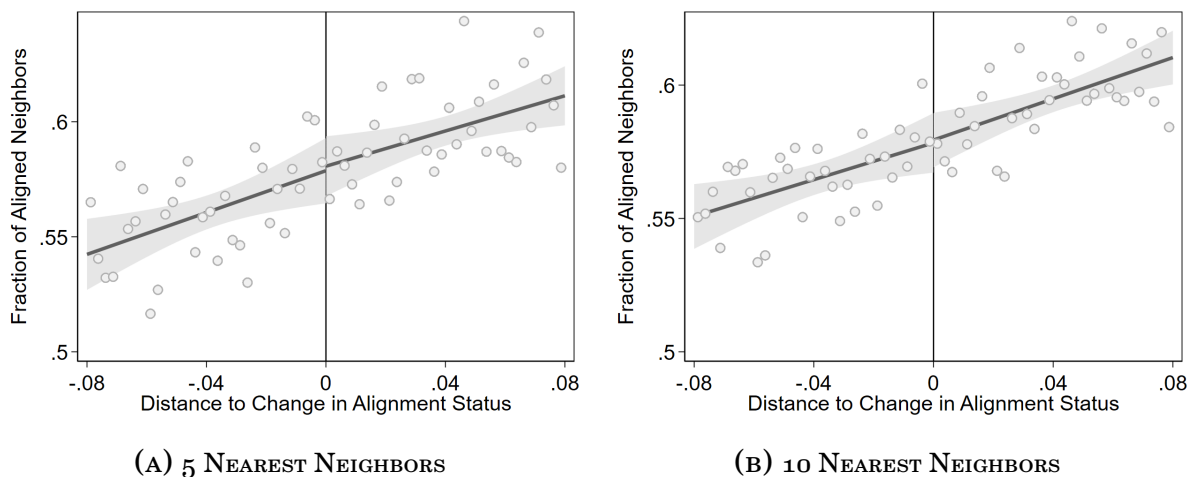 Fraction of Aligned Neighbors
.6
.55
.5
-.08 -.04 0 .04 .08
Distance to Change in Alignment Status
(A) 5 Nearest Neighbors
Fraction of Aligned Neighbors
.6
.55
.5
-.08 -.04 0 .04 .08
Distance to Change in Alignment Status
(B) 10 Nearest Neighbors